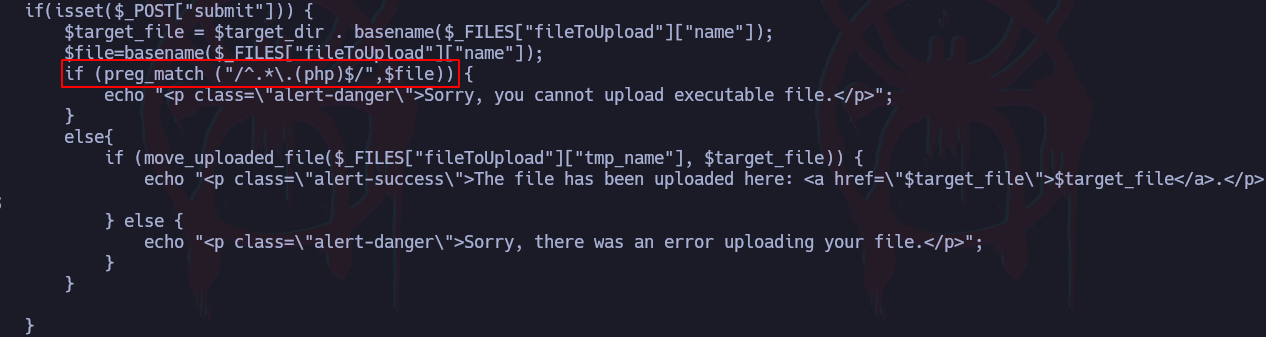 if(isset($_POST["submit"])) {
    $target_file = $target_dir . basename($_FILES["fileToUpload"]["name"]);
    $file=basename($_FILES["fileToUpload"]["name"]);
    if (preg_match ("/^.*\.(php)$/",$file)) {
        echo "<p class=\"alert-danger\">Sorry, you cannot upload executable file.</p>";
    }
    else{
        if (move_uploaded_file($_FILES["fileToUpload"]["tmp_name"], $target_file)) {
            echo "<p class=\"alert-success\">The file has been uploaded here: <a href=\"$target_file\">$target_file</a>.</p>
        } else {
            echo "<p class=\"alert-danger\">Sorry, there was an error uploading your file.</p>";
        }
    }
}